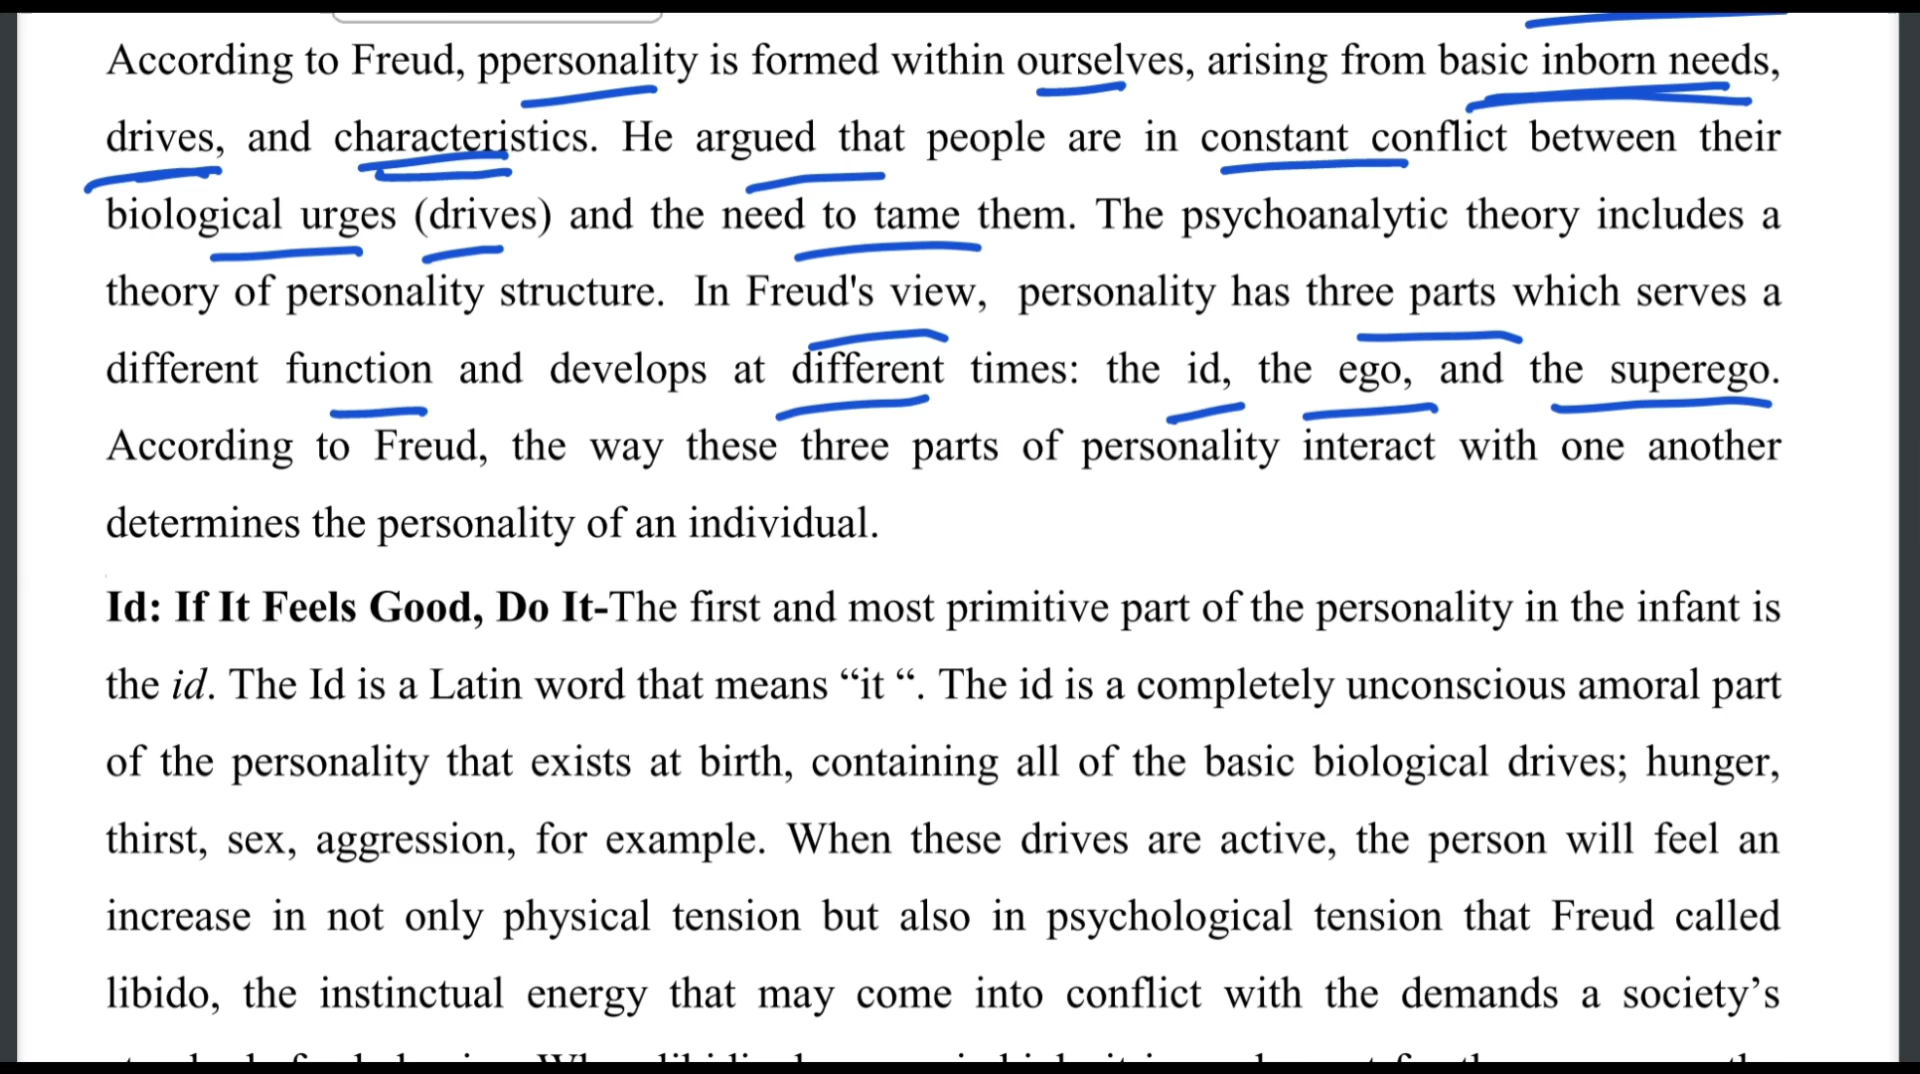 According to Freud, ppersonality is formed within ourselves, arising from basic inborn needs,
drives, and characteristics. He argued that people are in constant conflict between their
biological urges (drives) and the need to tame them. The psychoanalytic theory includes a
theory of personality structure. In Freud's view, personality has three parts which serves a
different function and develops at different times: the id, the ego, and the superego.
According to Freud, the way these three parts of personality interact with one another
determines the personality of an individual.
Id: If It Feels Good, Do It-The first and most primitive part of the personality in the infant is
the id. The Id is a Latin word that means “it “. The id is a completely unconscious amoral part
of the personality that exists at birth, containing all of the basic biological drives; hunger,
thirst, sex, aggression, for example. When these drives are active, the person will feel an
increase in not only physical tension but also in psychological tension that Freud called
libido, the instinctual energy that may come into conflict with the demands a society’s